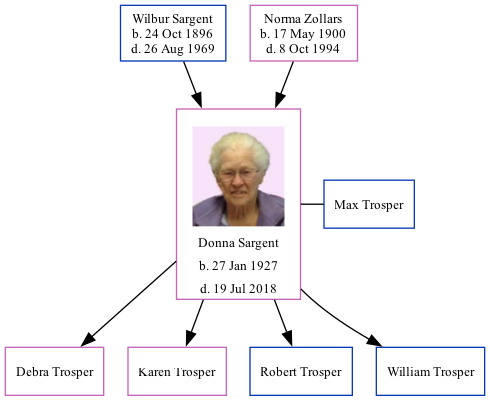 Wilbur Sargent
b. 24 Oct 1896
d. 26 Aug 1969
Norma Zollars
b. 17 May 1900
d. 8 Oct 1994
Donna Sargent
b. 27 Jan 1927
d. 19 Jul 2018
Max Trosper
Debra Trosper
Karen Trosper
Robert Trosper
William Trosper